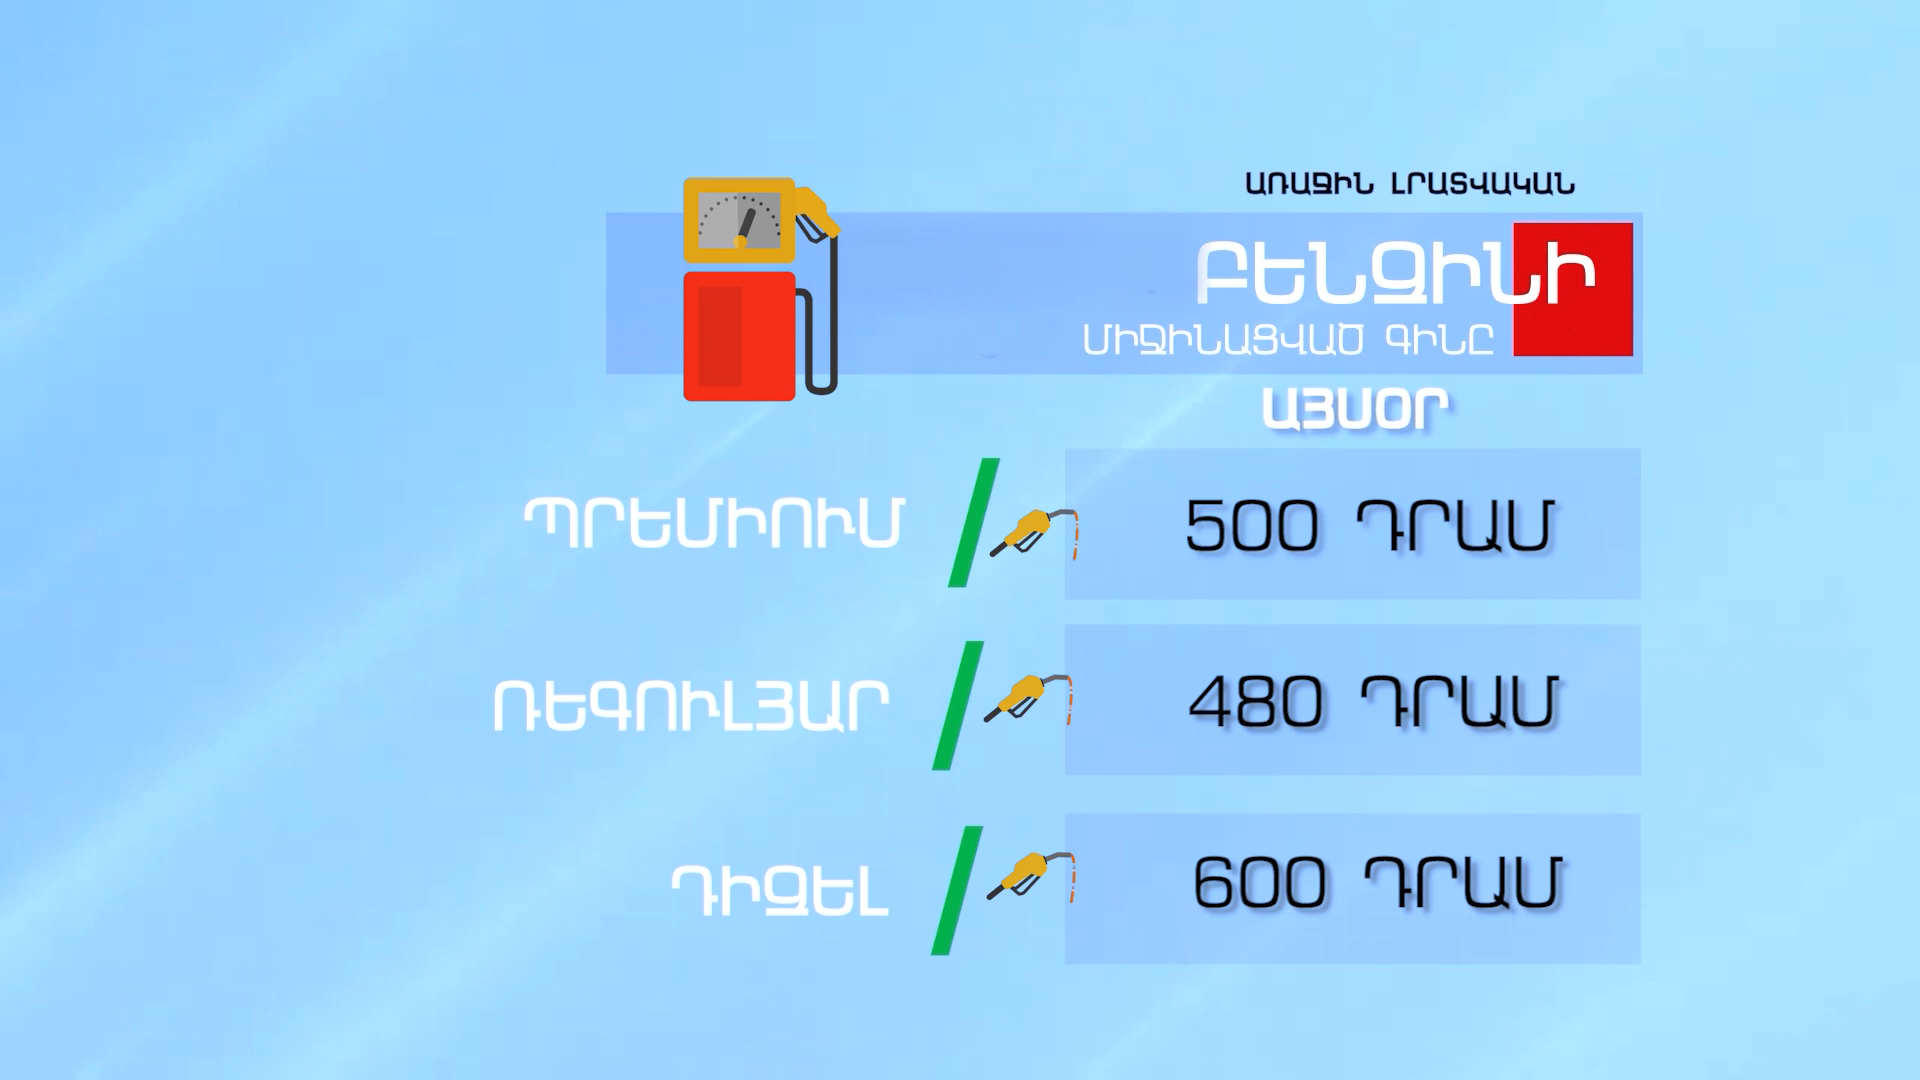 ԱՌԱՋԻՆ ԼՐԱՏՎԱԿԱՆ
ԲԵՆԶԻՆԻ
ՄԻՋԻՆԱՑՎԱԾ ԳԻՆԸ
ԱՅՍՕՐ
ՊՐԵՄԻՈՒՄ 500 ԴՐԱՄ
ՌԵԳՈՒԼՅԱՐ 480 ԴՐԱՄ
ԴԻԶԵԼ 600 ԴՐԱՄ